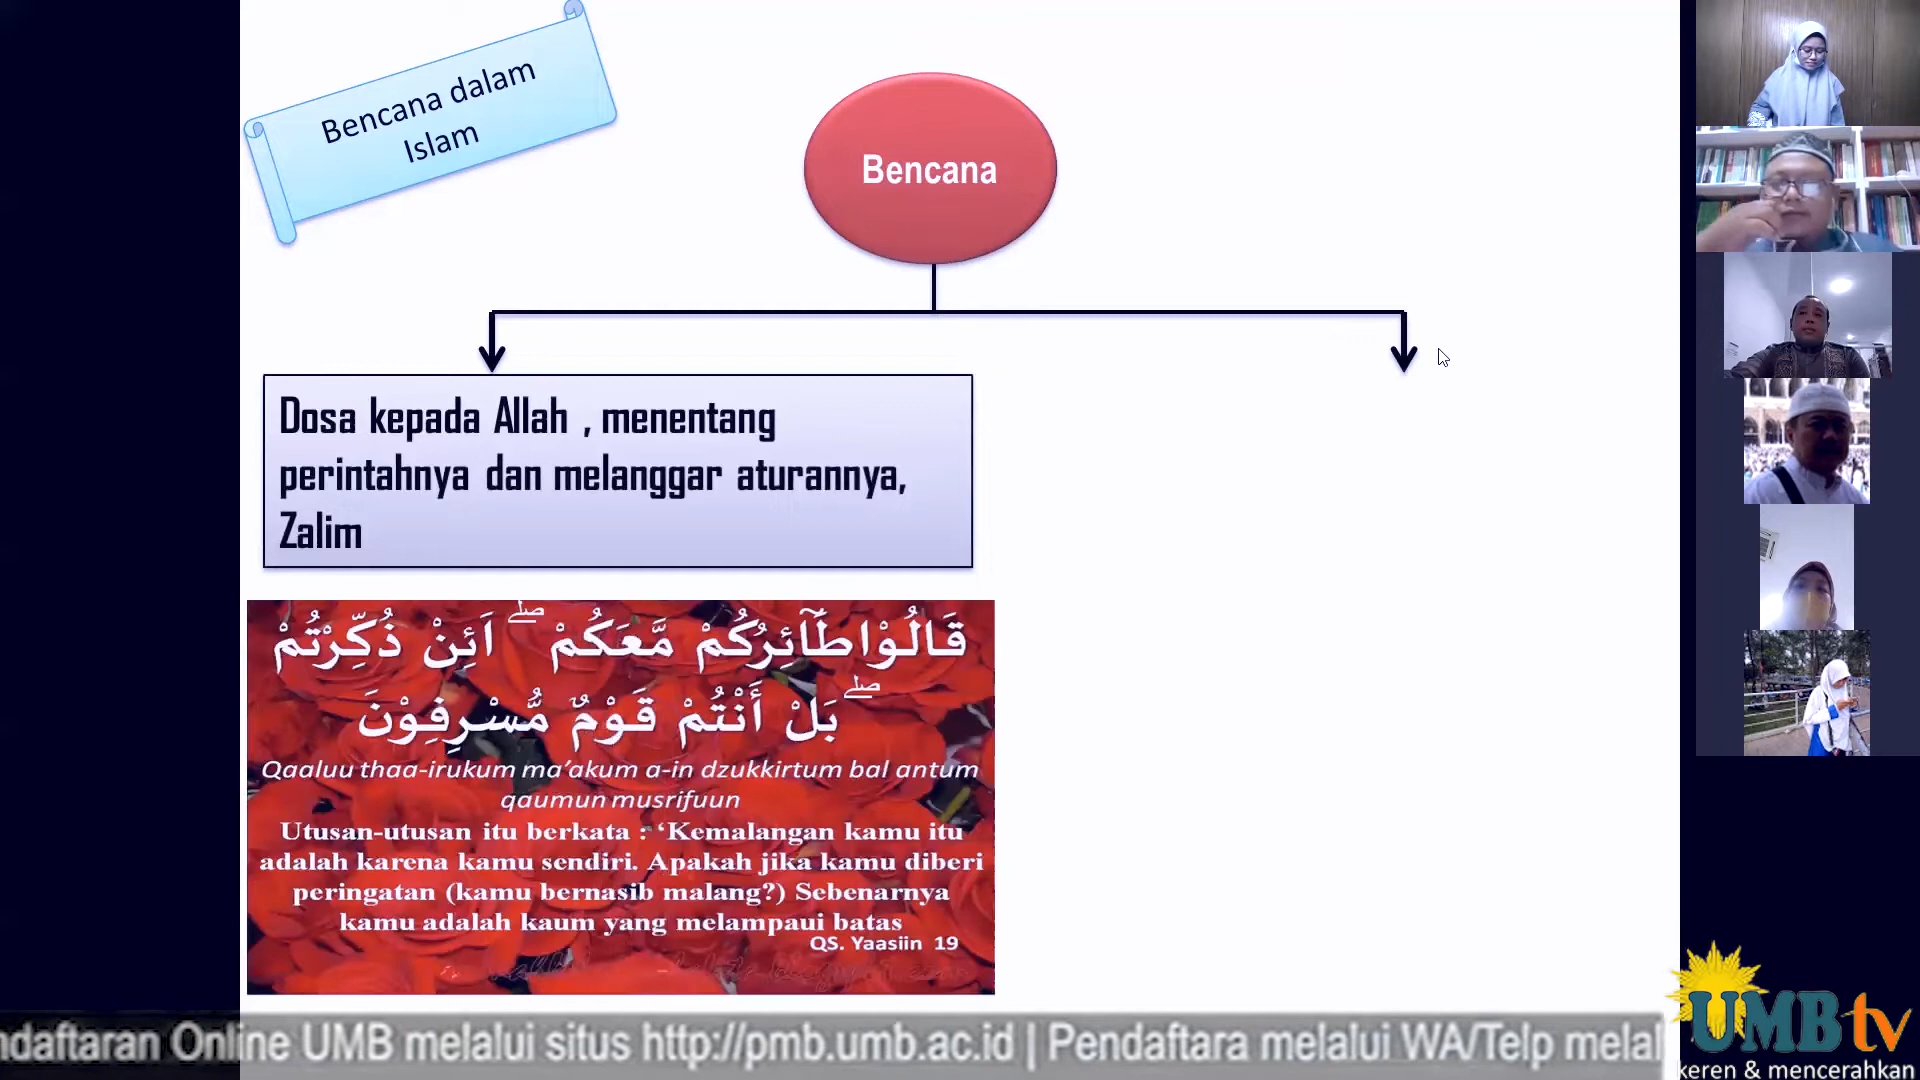 Bencana dalam
Islam
Bencana
Dosa kepada Allah , menentang
perintahnya dan melanggar aturannya,
Zalim
قَالُوْاطَآئِرُكُمْ مَّعَكُمْ ۖ اَئِنْ ذُكِّرْتُمْ
ۖ بَلْ أَنْتُمْ قَوْمٌ مُّسْرِفُوْنَ
Qaaluu thaa-irukum ma’akum a-in dzukkirtum bal antum
qaumun musrifuun
Utusan-utusan itu berkata : ‘Kemalangan kamu itu
adalah karena kamu sendiri. Apakah jika kamu diberi
peringatan (kamu bernasib malang?) Sebenarnya
kamu adalah kaum yang melampaui batas
QS. Yaasiin 19
ndaftaran Online UMB melalui situs http://pmb.umb.ac.id | Pendaftara melalui WA/Telp melal
UMBtv
keren & mencerahkan